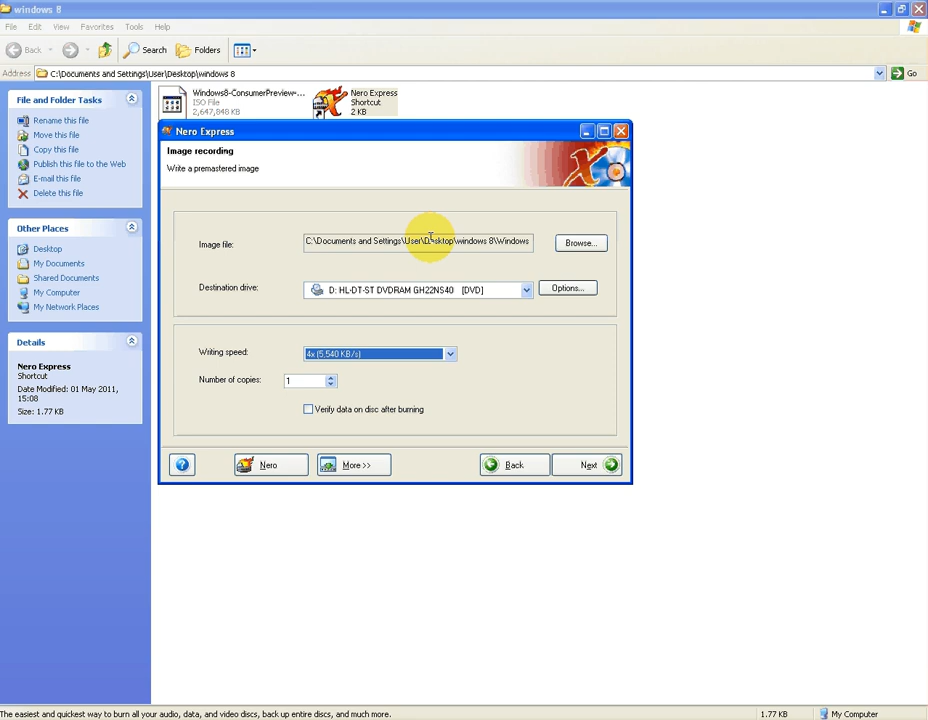 windows 8
File Edit View Favorites Tools Help
Back Search Folders
Address C:\Documents and Settings\User\Desktop\windows 8 Go
File and Folder Tasks
Rename this file
Move this file
Copy this file
Publish this file to the Web
E-mail this file
Delete this file
Other Places
Desktop
My Documents
Shared Documents
My Computer
My Network Places
Details
Nero Express
Shortcut
Date Modified: 01 May 2011,
15:08
Size: 1.77 KB
Windows8-ConsumerPreview-...
ISO File
2,647,848 KB
Nero Express
Shortcut
2 KB
Nero Express
Image recording
Write a premastered image
Image file: C:\Documents and Settings\User\Desktop\windows 8\Windows Browse...
Destination drive: D: HL-DT-ST DVDRAM GH22NS40 [DVD] Options...
Writing speed: 4x (5,540 KB/s)
Number of copies: 1
Verify data on disc after burning
? Nero More >> Back Next
The easiest and quickest way to burn all your audio, data, and video discs, back up entire discs, and much more. 1.77 KB My Computer